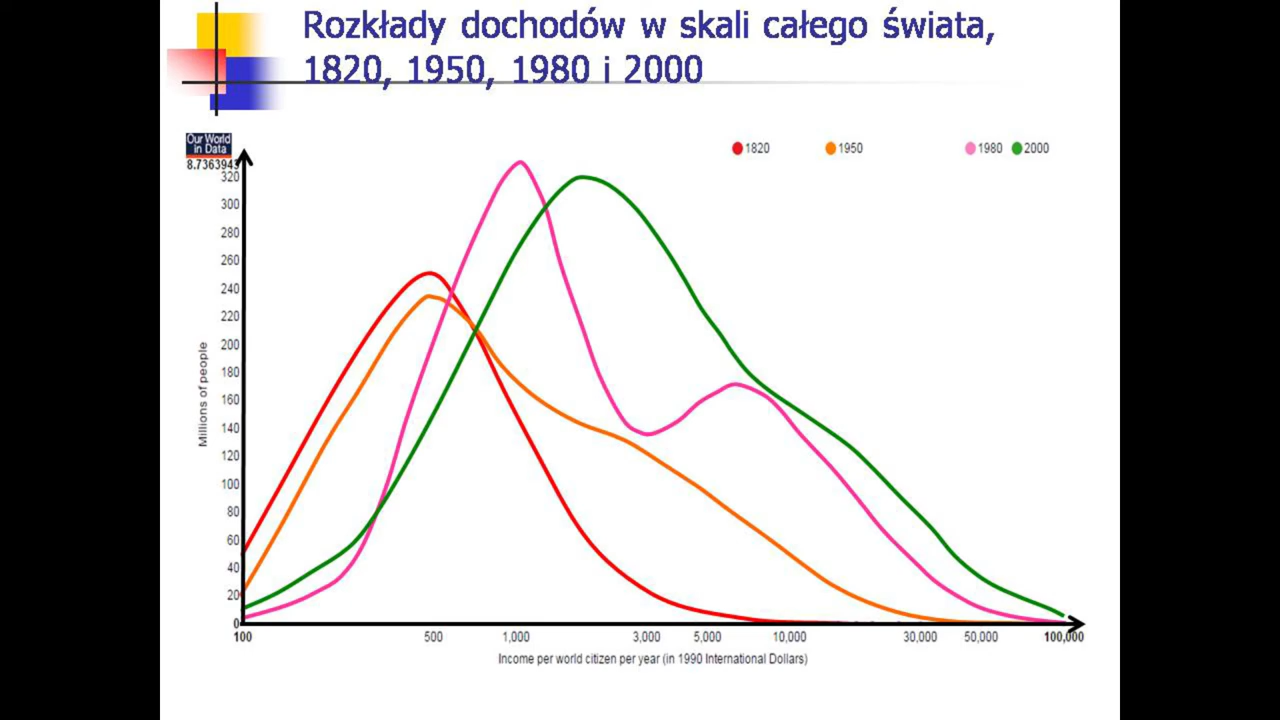 Rozkłady dochodów w skali całego świata,
1820, 1950, 1980 i 2000
Our World
in Data
1820 1950 1980 2000
320
300
280
260
240
220
200
180
160
140
120
100
80
60
40
20
0
Millions of people
100 500 1,000 3,000 5,000 10,000 30,000 50,000 100,000
Income per world citizen per year (in 1990 International Dollars)